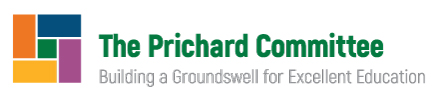 The Prichard Committee
Building a Groundswell for Excellent Education